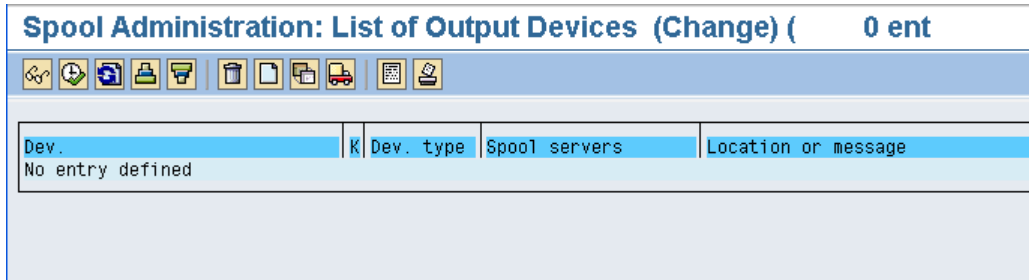 Spool Administration: List of Output Devices (Change) ( 0 ent
Dev. K Dev. type Spool servers Location or message
No entry defined